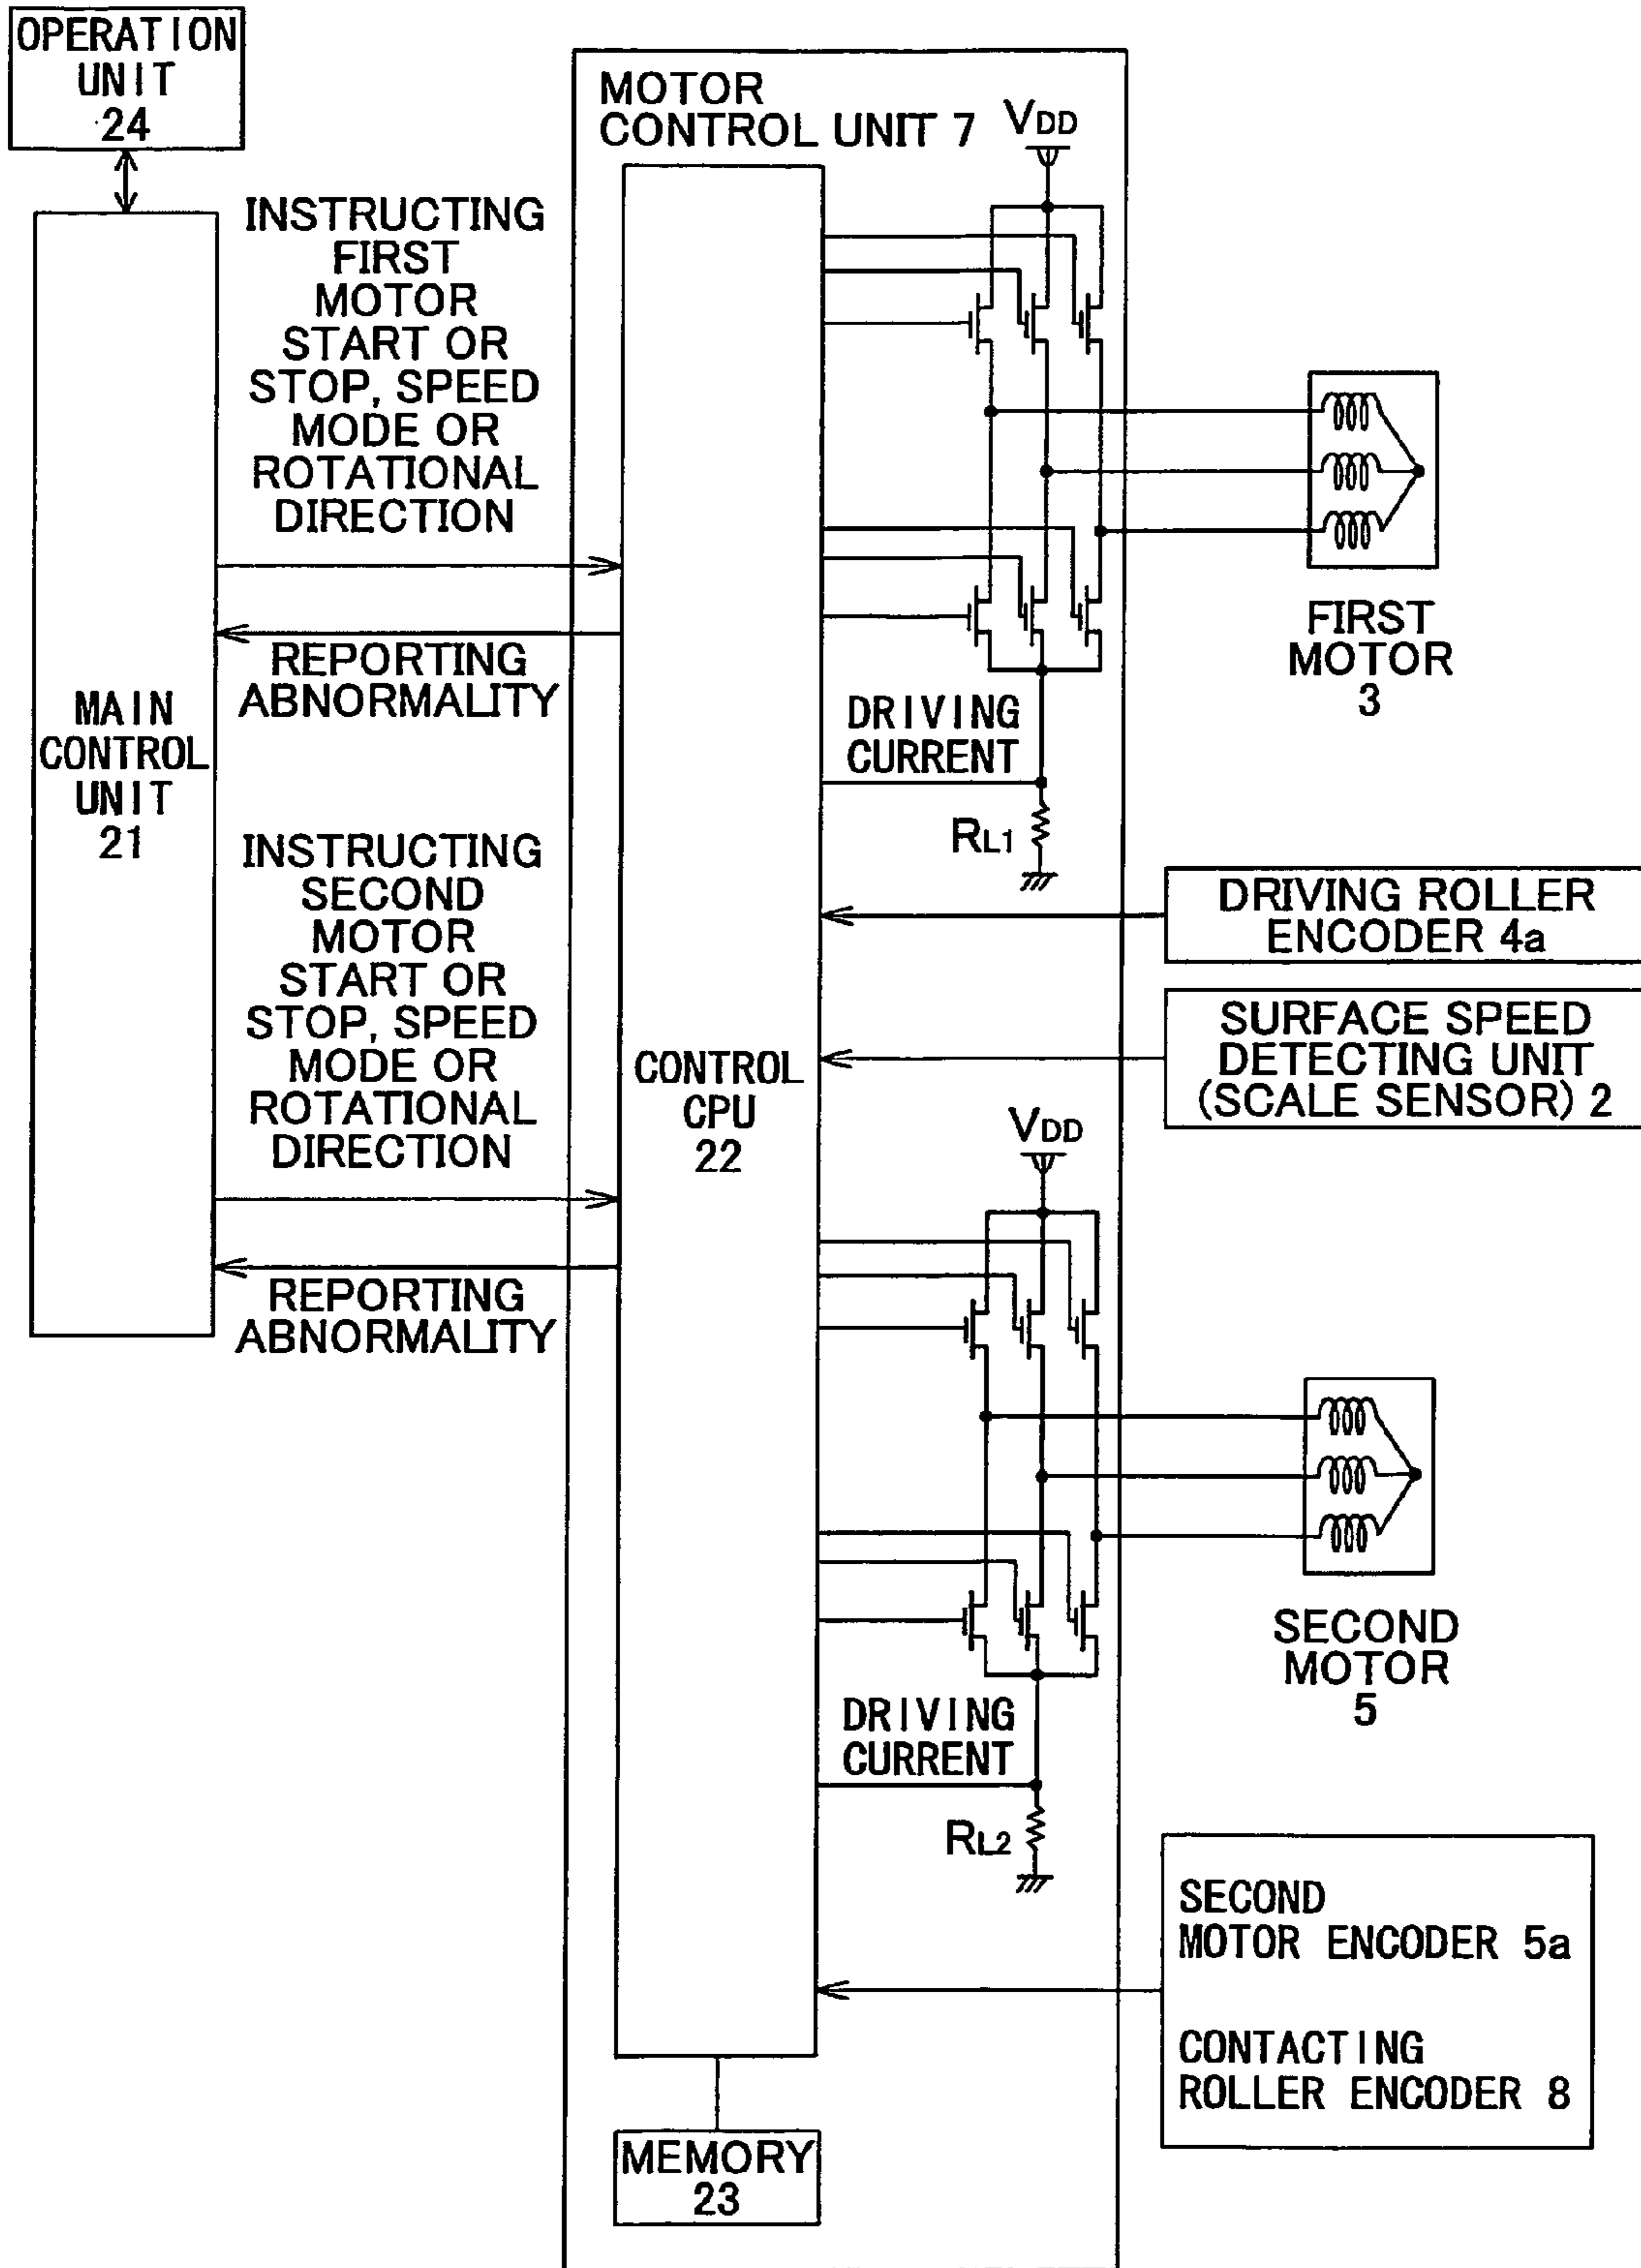 OPERATION
UNIT
24
MOTOR
CONTROL UNIT 7
VDD
INSTRUCTING
FIRST
MOTOR
START OR
STOP, SPEED
MODE OR
ROTATIONAL
DIRECTION
REPORTING
ABNORMALITY
MAIN
CONTROL
UNIT
21
FIRST
MOTOR
3
DRIVING
CURRENT
RL1
INSTRUCTING
SECOND
MOTOR
START OR
STOP, SPEED
MODE OR
ROTATIONAL
DIRECTION
REPORTING
ABNORMALITY
DRIVING ROLLER
ENCODER 4a
SURFACE SPEED
DETECTING UNIT
(SCALE SENSOR) 2
CONTROL
CPU
22
VDD
SECOND
MOTOR
5
DRIVING
CURRENT
RL2
SECOND
MOTOR ENCODER 5a
CONTACTING
ROLLER ENCODER 8
MEMORY
23